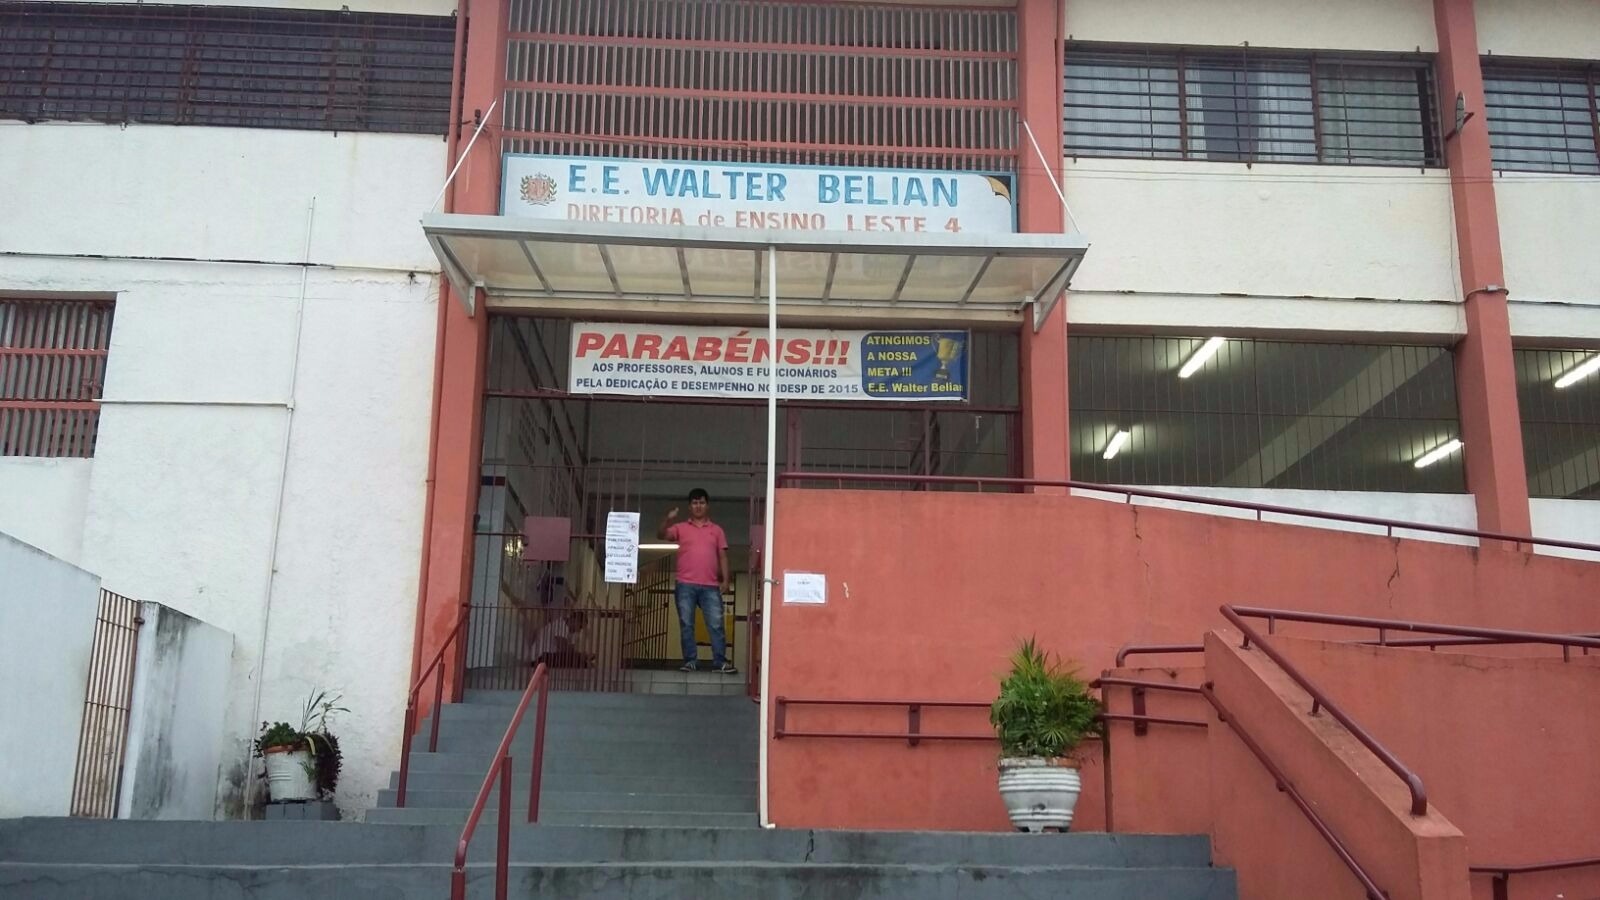 E.E. WALTER BELIAN
DIRETORIA de ENSINO LESTE 4
PARABÉNS!!!
AOS PROFESSORES, ALUNOS E FUNCIONÁRIOS
PELA DEDICAÇÃO E DESEMPENHO NO IDESP DE 2015
ATINGIMOS
A NOSSA
META !!!
E.E. Walter Belian